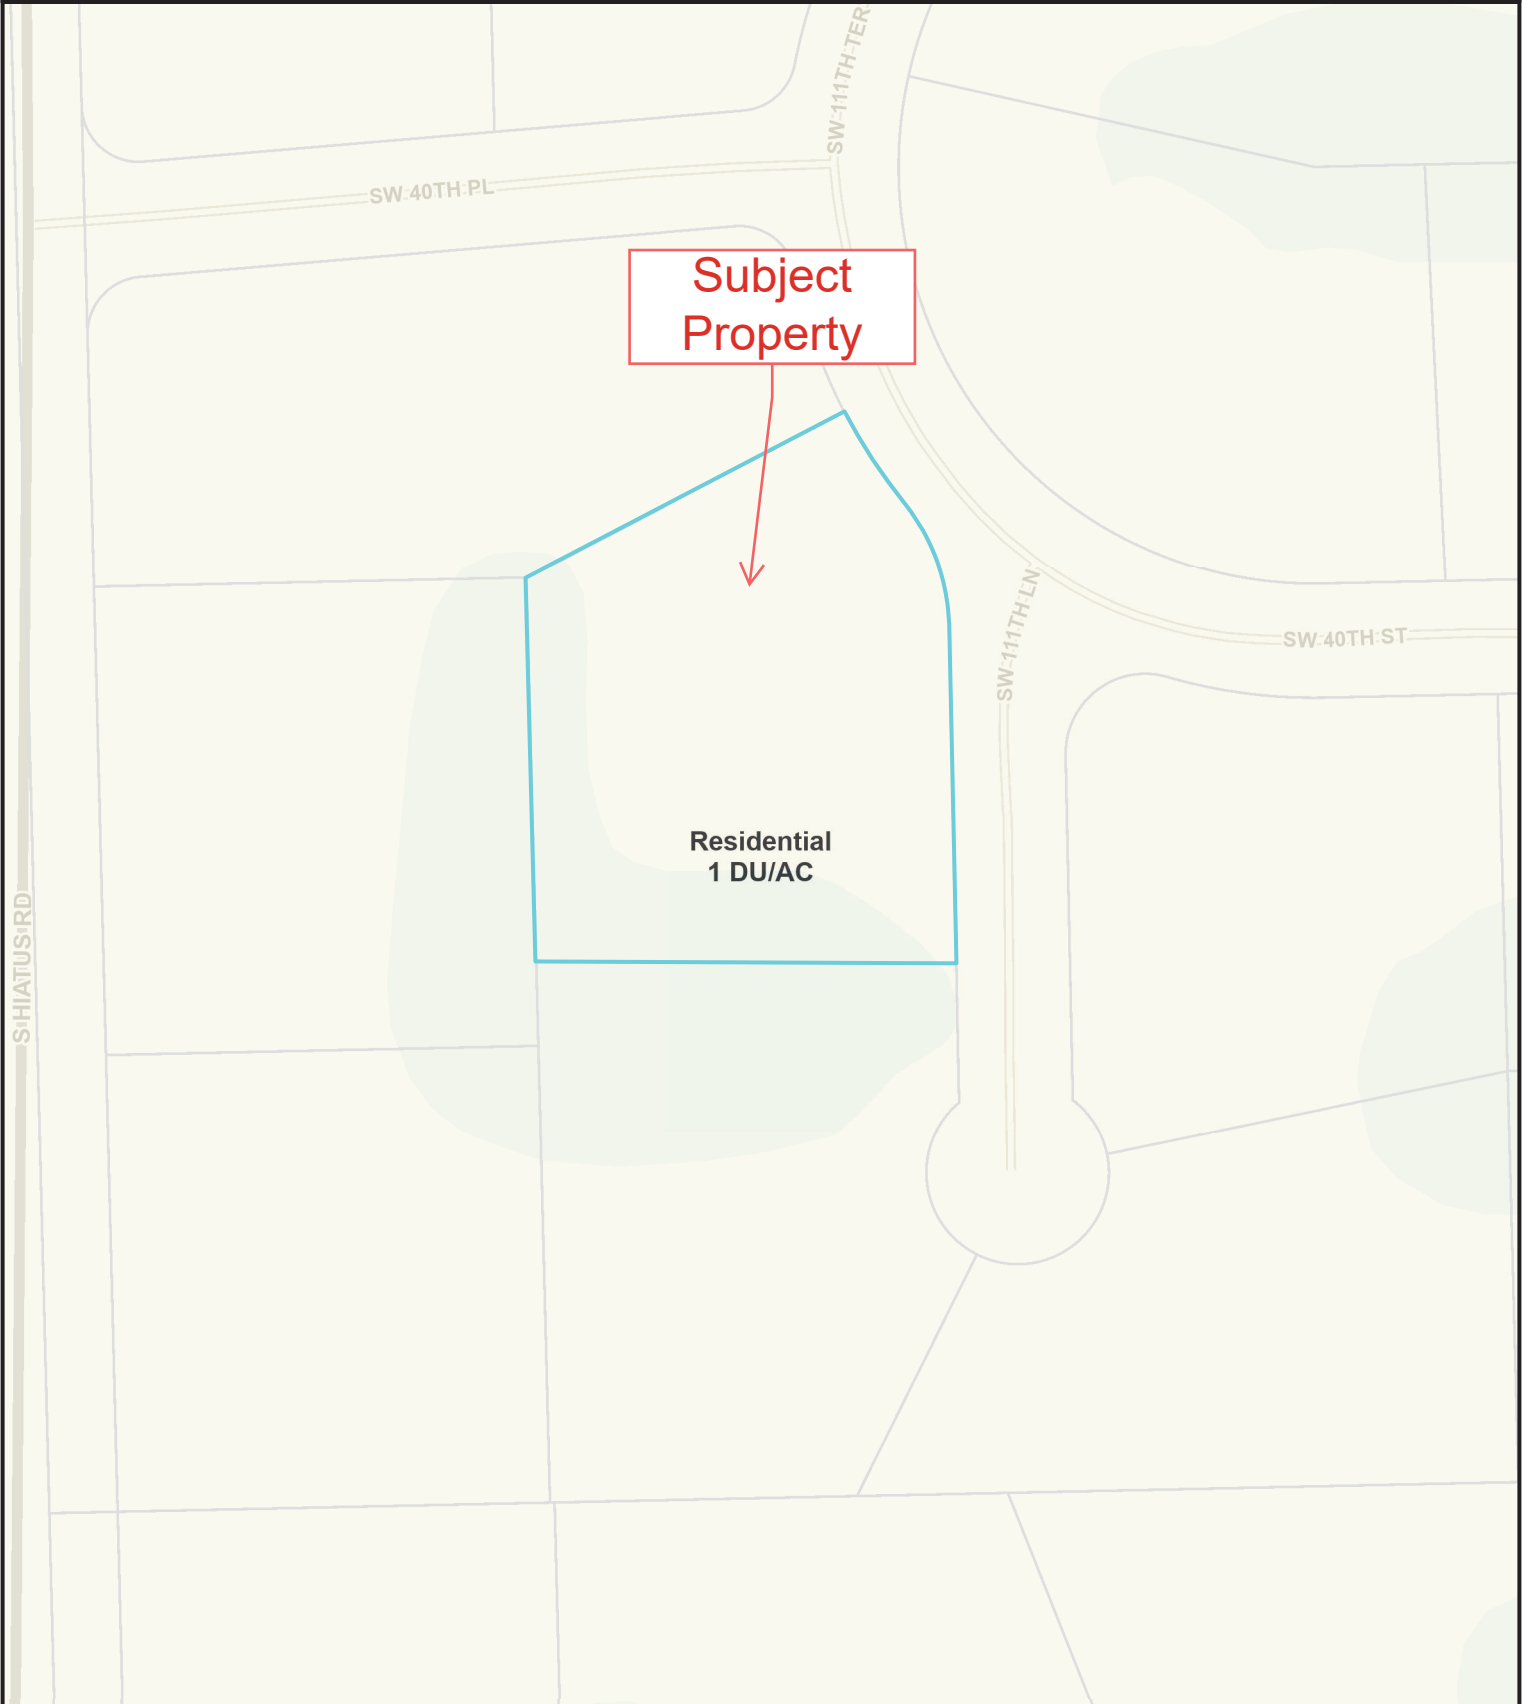 SW 111TH TER
SW 40TH PL
Subject
Property
SW 111TH LN
SW 40TH ST
Residential
1 DU/AC
S HIATUS RD